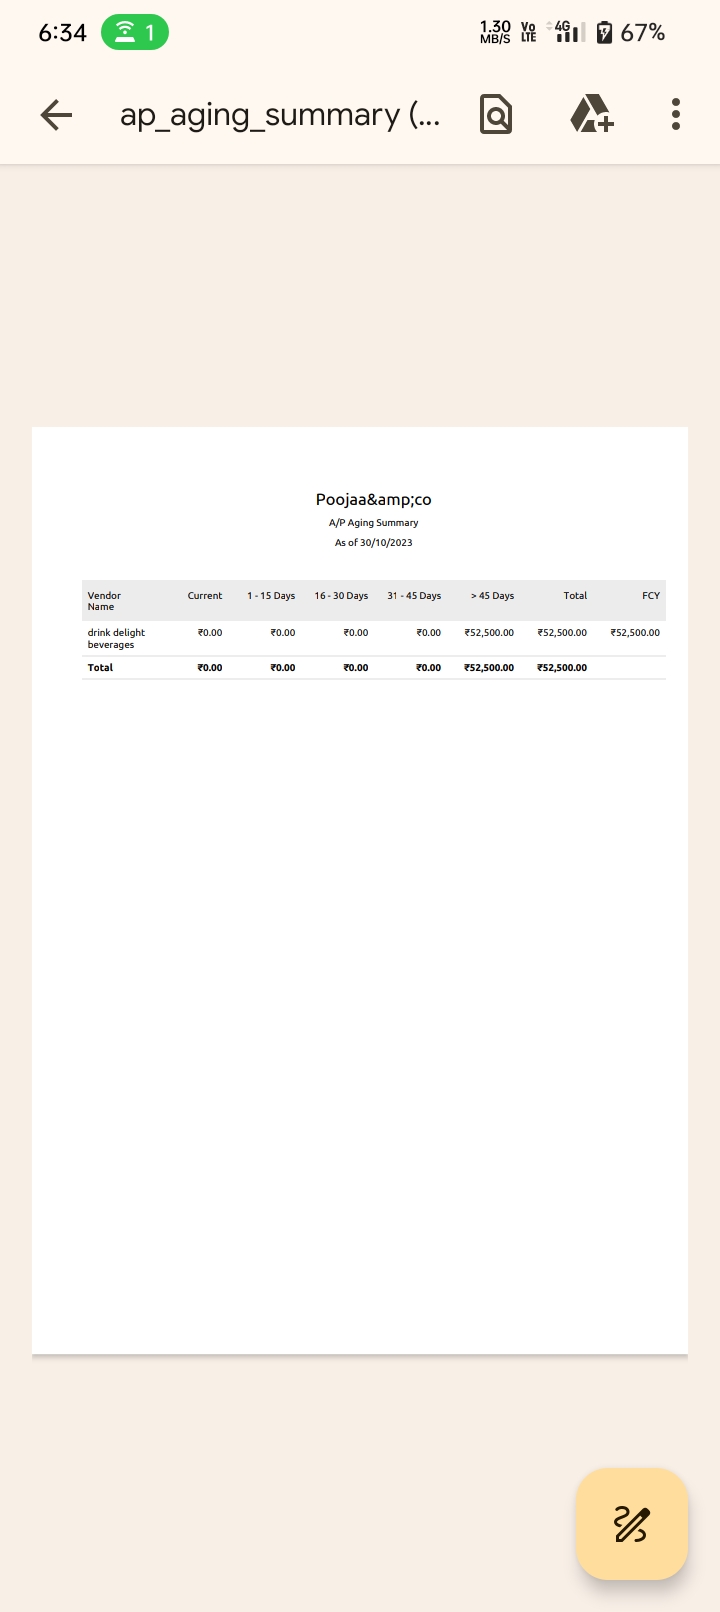 6:34 1 1.30 MB/S Vo LTE 4G 67%
ap_aging_summary (...
Poojaa&amp;co
A/P Aging Summary
As of 30/10/2023
Vendor Name Current 1 - 15 Days 16 - 30 Days 31 - 45 Days > 45 Days Total FCY
drink delight beverages ₹0.00 ₹0.00 ₹0.00 ₹0.00 ₹52,500.00 ₹52,500.00 ₹52,500.00
Total ₹0.00 ₹0.00 ₹0.00 ₹0.00 ₹52,500.00 ₹52,500.00